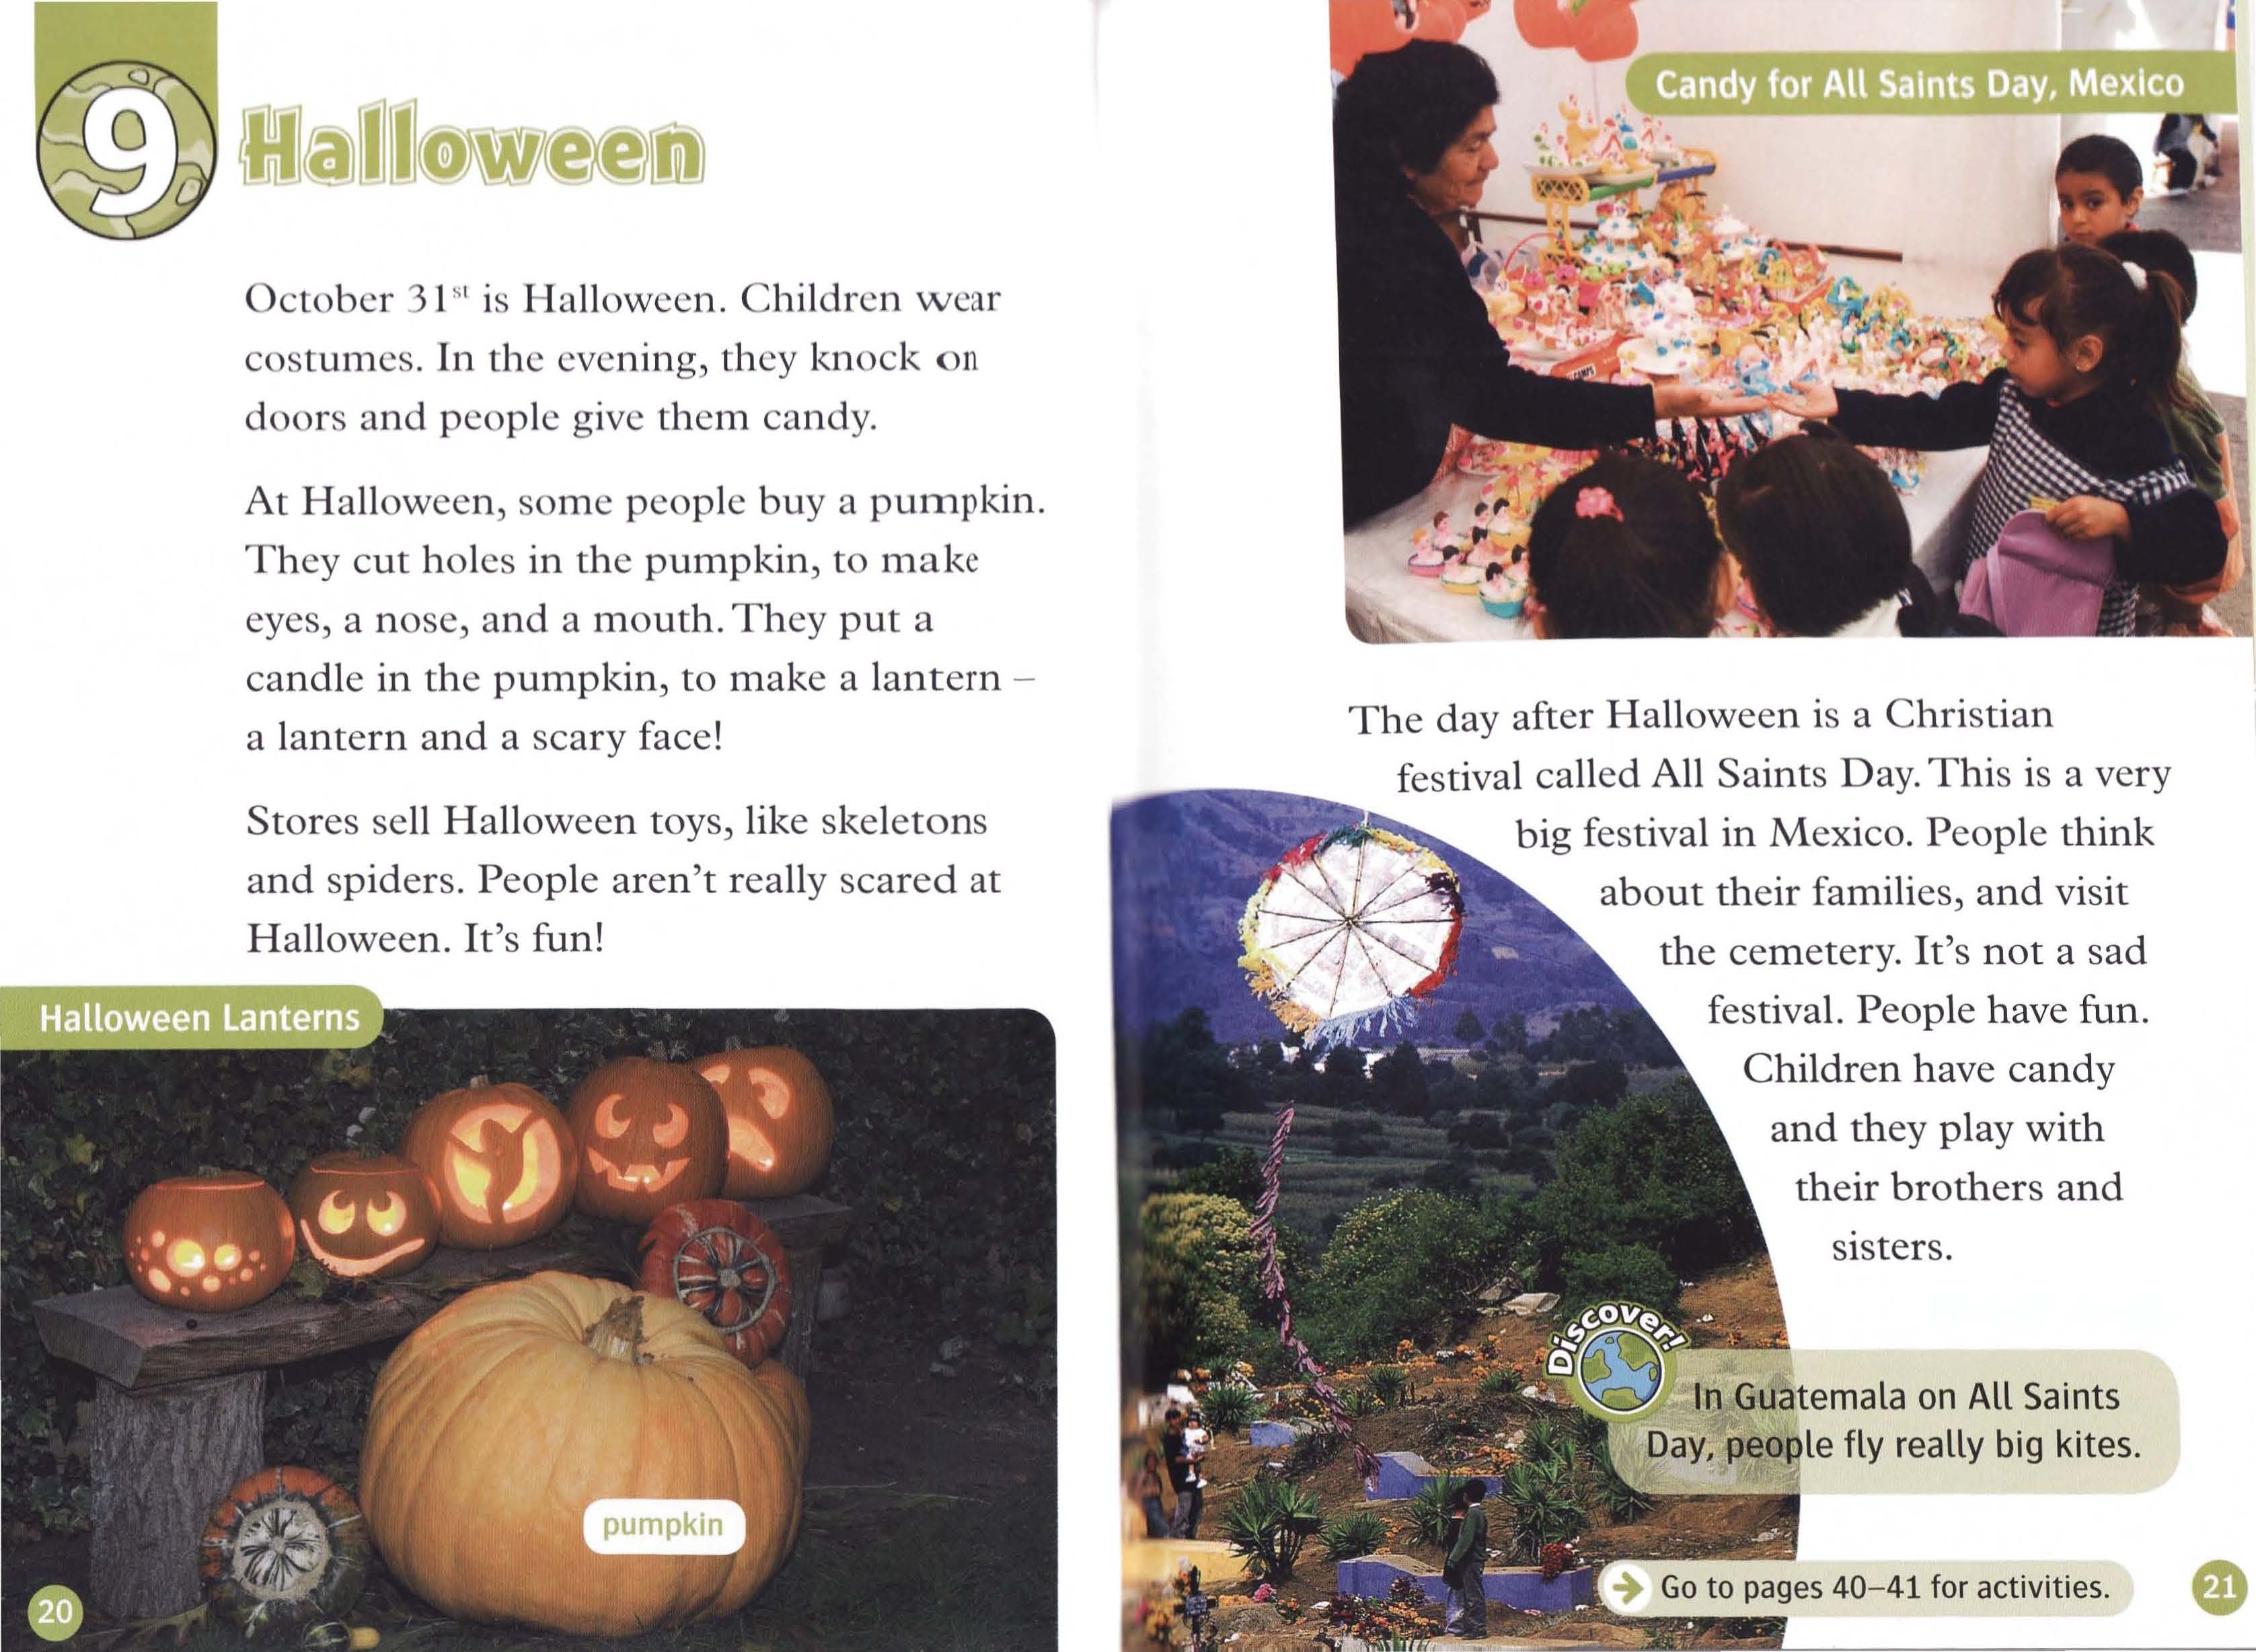 9
Halloween
October 31st is Halloween. Children wear
costumes. In the evening, they knock on
doors and people give them candy.
At Halloween, some people buy a pumpkin.
They cut holes in the pumpkin, to make
eyes, a nose, and a mouth. They put a
candle in the pumpkin, to make a lantern –
a lantern and a scary face!
Stores sell Halloween toys, like skeletons
and spiders. People aren't really scared at
Halloween. It's fun!
Halloween Lanterns
pumpkin
20
Candy for All Saints Day, Mexico
CAMPS
The day after Halloween is a Christian
festival called All Saints Day. This is a very
big festival in Mexico. People think
about their families, and visit
the cemetery. It's not a sad
festival. People have fun.
Children have candy
and they play with
their brothers and
sisters.
Discover!
In Guatemala on All Saints
Day, people fly really big kites.
Go to pages 40–41 for activities.
21